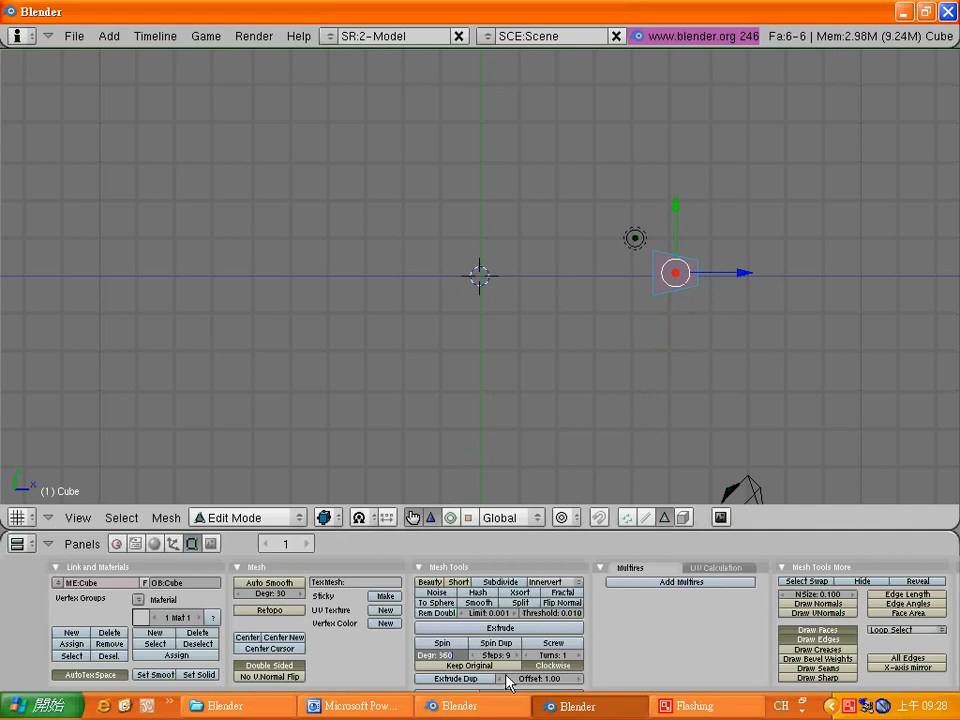 Blender
File Add Timeline Game Render Help SR:2-Model SCE:Scene www.blender.org 246 Fa:6-6 | Mem:2.98M (9.24M) Cube
x
(1) Cube
View Select Mesh Edit Mode Global
Panels 1
Link and Materials
ME:Cube F OB:Cube
Vertex Groups Material
1 Mat 1 ?
New Delete New Delete
Assign Remove Select Deselect
Select Desel. Assign
AutoTexSpace Set Smoot Set Solid
Mesh
Auto Smooth TexMesh:
Degr: 30 Sticky Make
Retopo UV Texture New
Vertex Color New
Center Center New
Center Cursor
Double Sided
No V.Normal Flip
Mesh Tools
Beauty Short Subdivide Innervert
Noise Hash Xsort Fractal
To Sphere Smooth Split Flip Normal
Rem Doubl Limit: 0.001 Threshold: 0.010
Extrude
Spin Spin Dup Screw
Degr: 360 Steps: 9 Turns: 1
Keep Original Clockwise
Extrude Dup Offset: 1.00
Multires UV Calculation
Add Multires
Mesh Tools More
Select Swap Hide Reveal
NSize: 0.100 Edge Length
Draw Normals Edge Angles
Draw VNormals Face Area
Draw Faces Loop Select
Draw Edges
Draw Creases
Draw Bevel Weights All Edges
Draw Seams X-axis mirror
Draw Sharp
開始 Blender Microsoft Pow... Blender Blender Flashing CH 上午 09:28